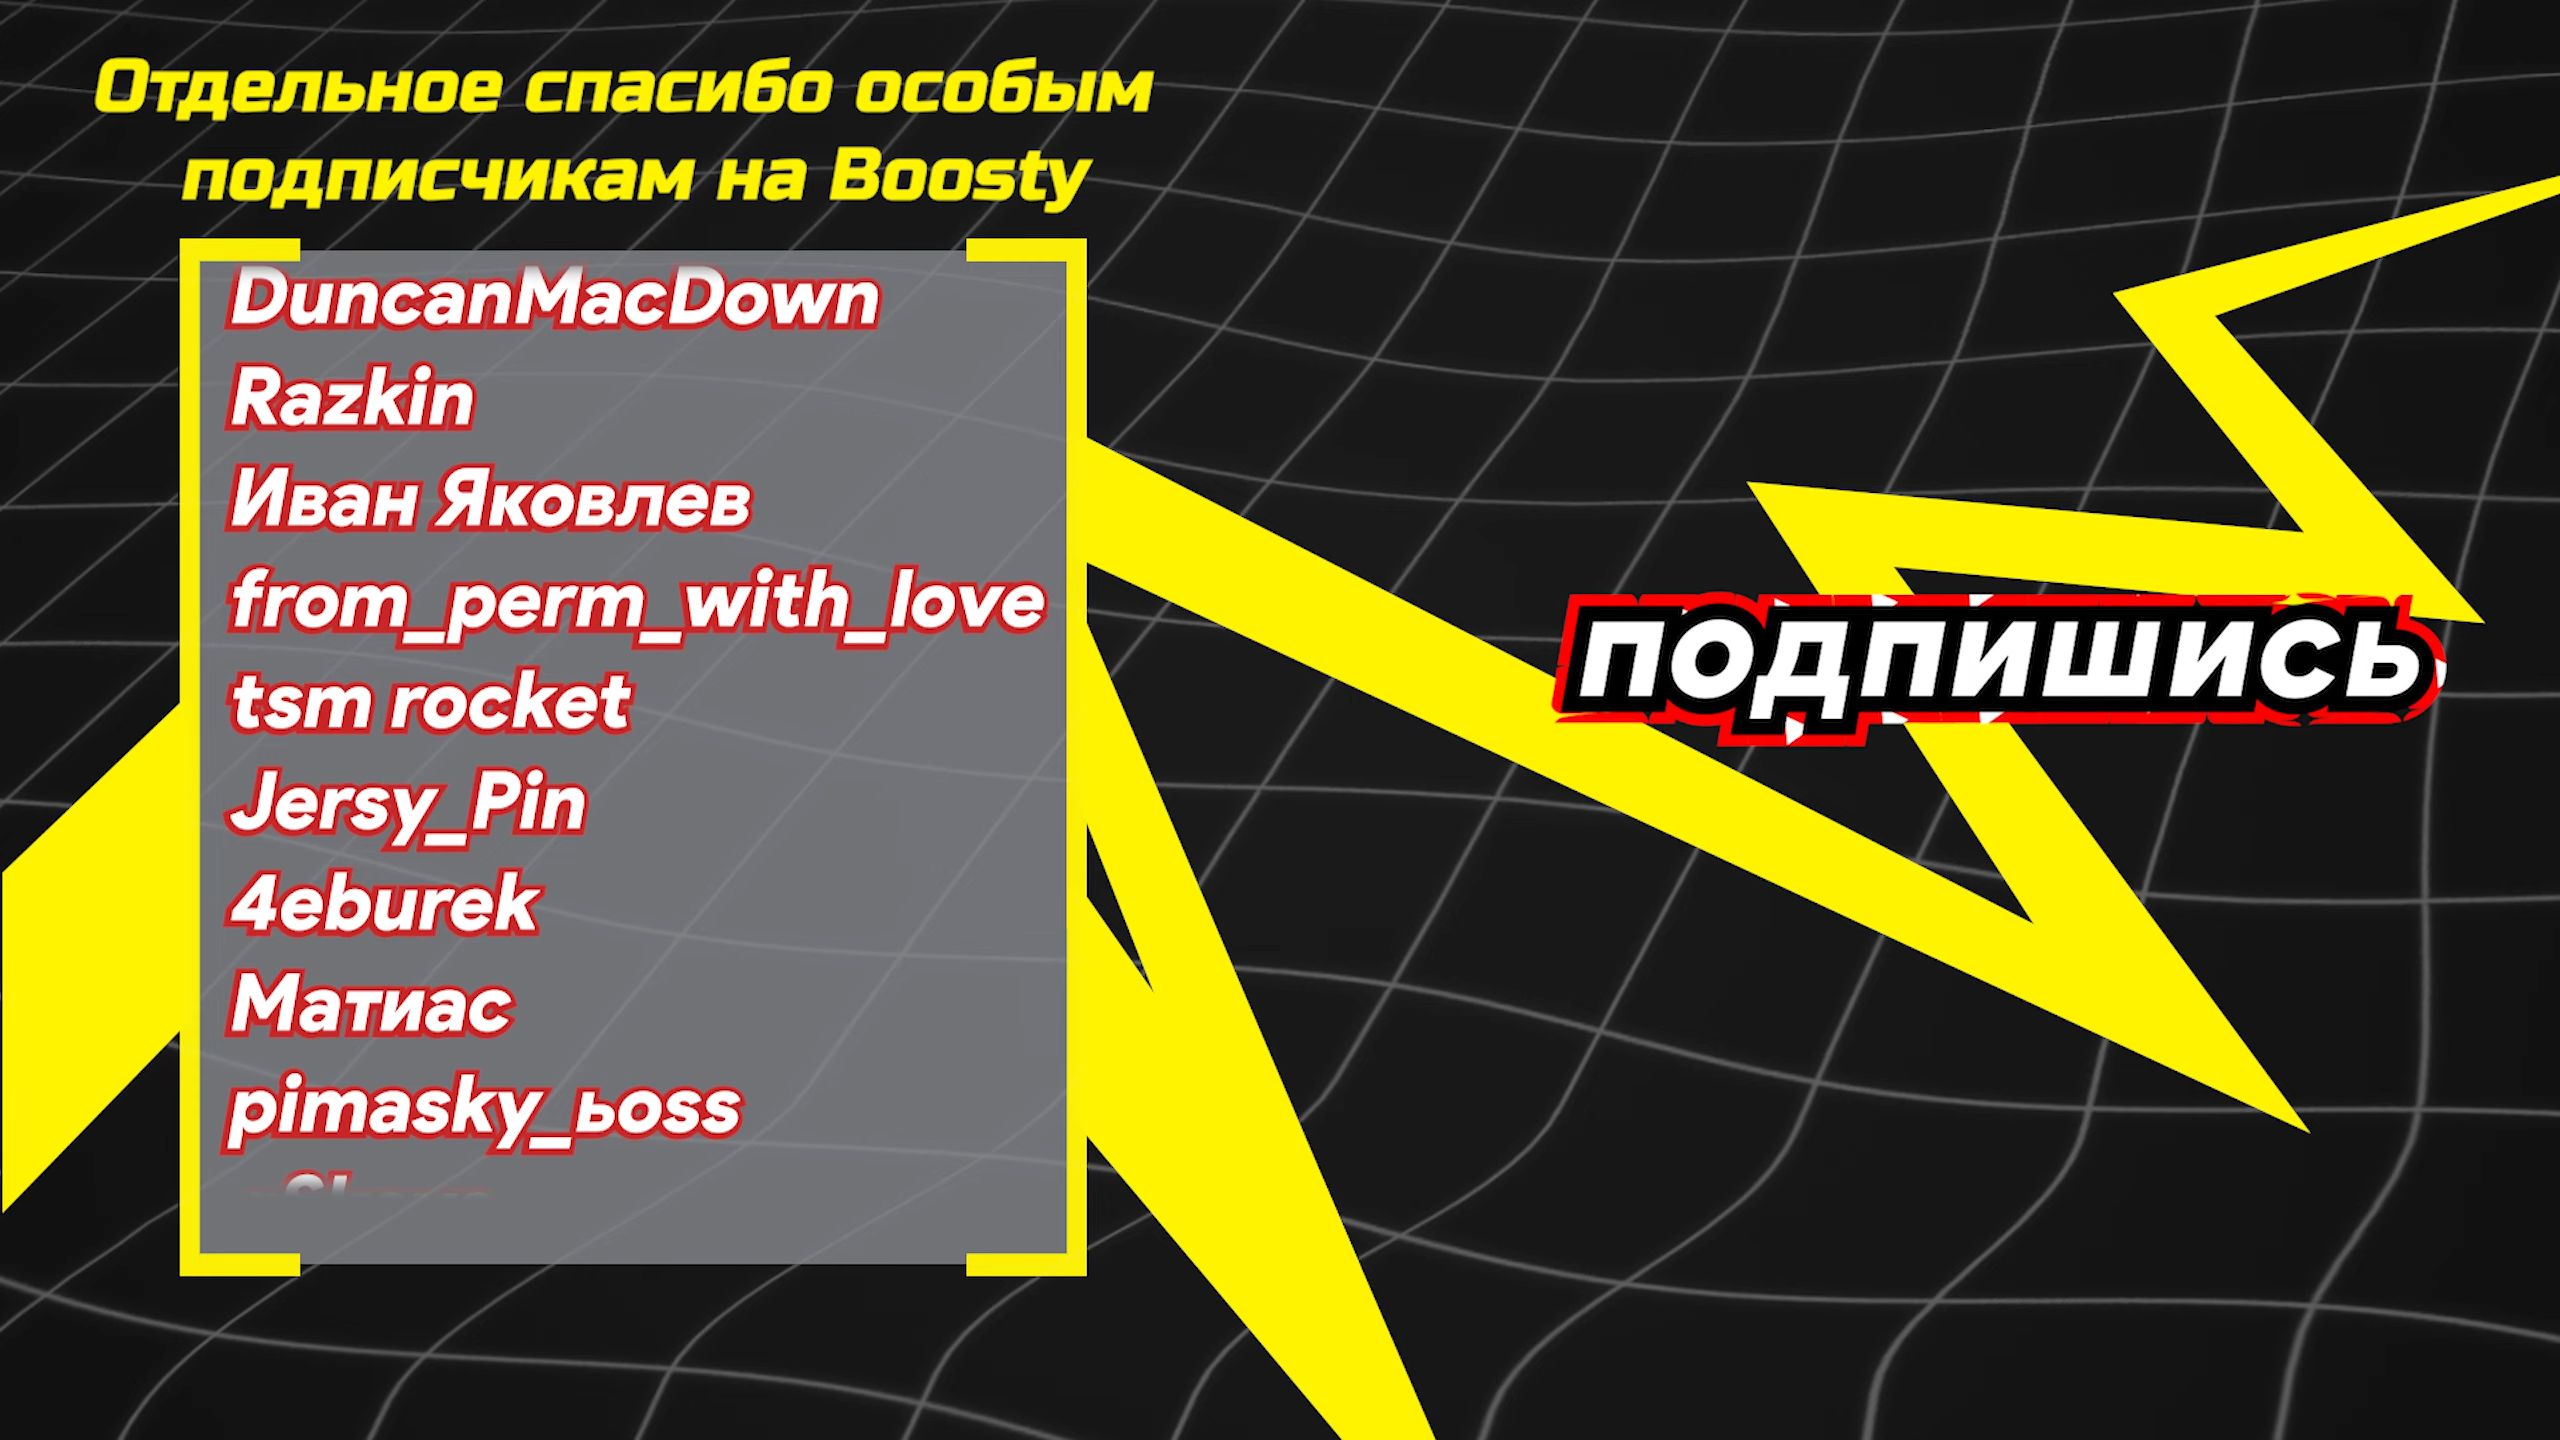 Отдельное спасибо особым
подписчикам на Boosty
DuncanMacDown
Razkin
Иван Яковлев
from_perm_with_love
tsm rocket
Jersy_Pin
4eburek
Матиас
pimasky_ьoss
подпишись